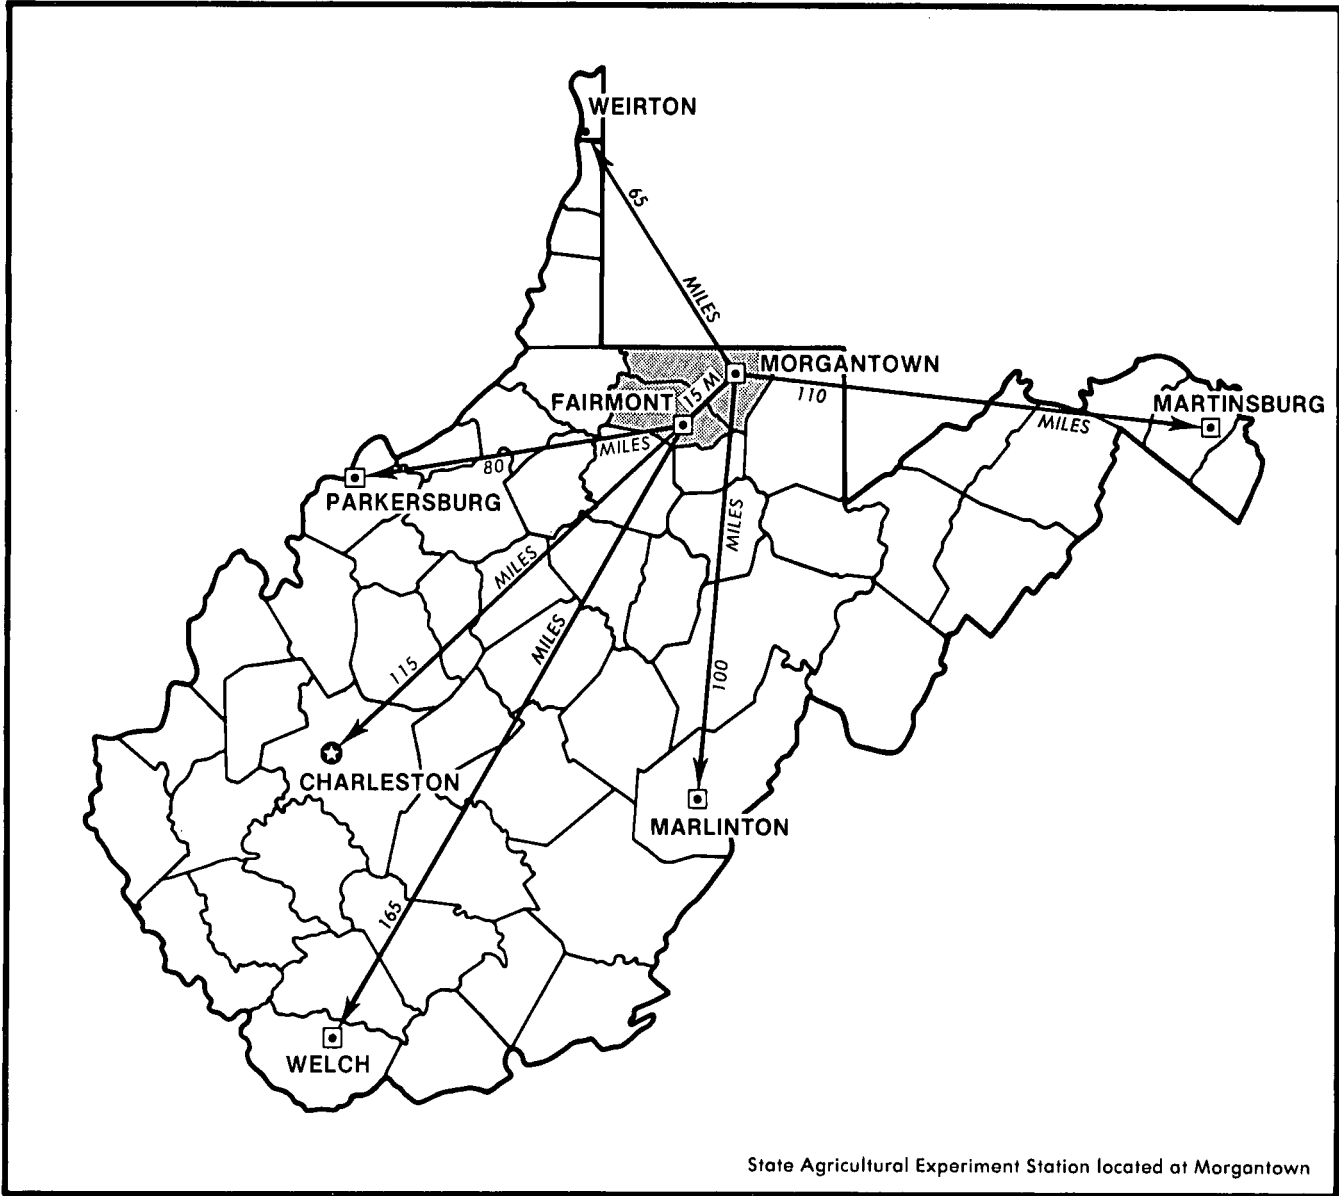 WEIRTON
65 MILES
MORGANTOWN
15 M
FAIRMONT
110 MILES
MARTINSBURG
80 MILES
PARKERSBURG
MILES 100
115 MILES
165 MILES
CHARLESTON
MARLINTON
WELCH
State Agricultural Experiment Station located at Morgantown